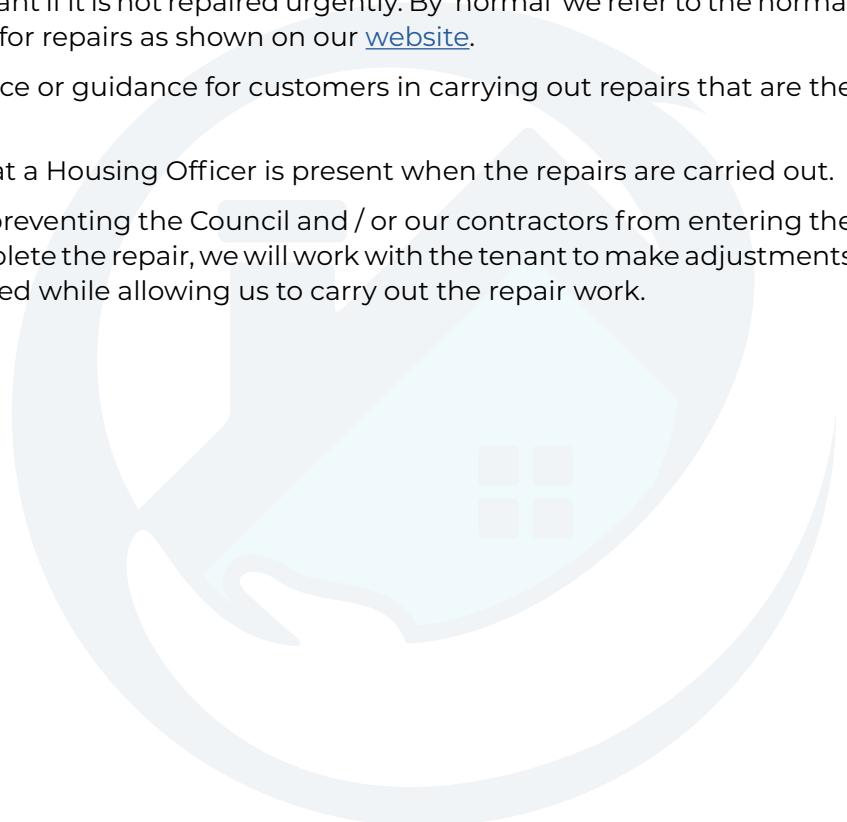 ant if it is not repaired urgently. By 'normal' we refer to the norma
for repairs as shown on our website.
ce or guidance for customers in carrying out repairs that are the
at a Housing Officer is present when the repairs are carried out.
preventing the Council and / or our contractors from entering the
plete the repair, we will work with the tenant to make adjustments
ed while allowing us to carry out the repair work.